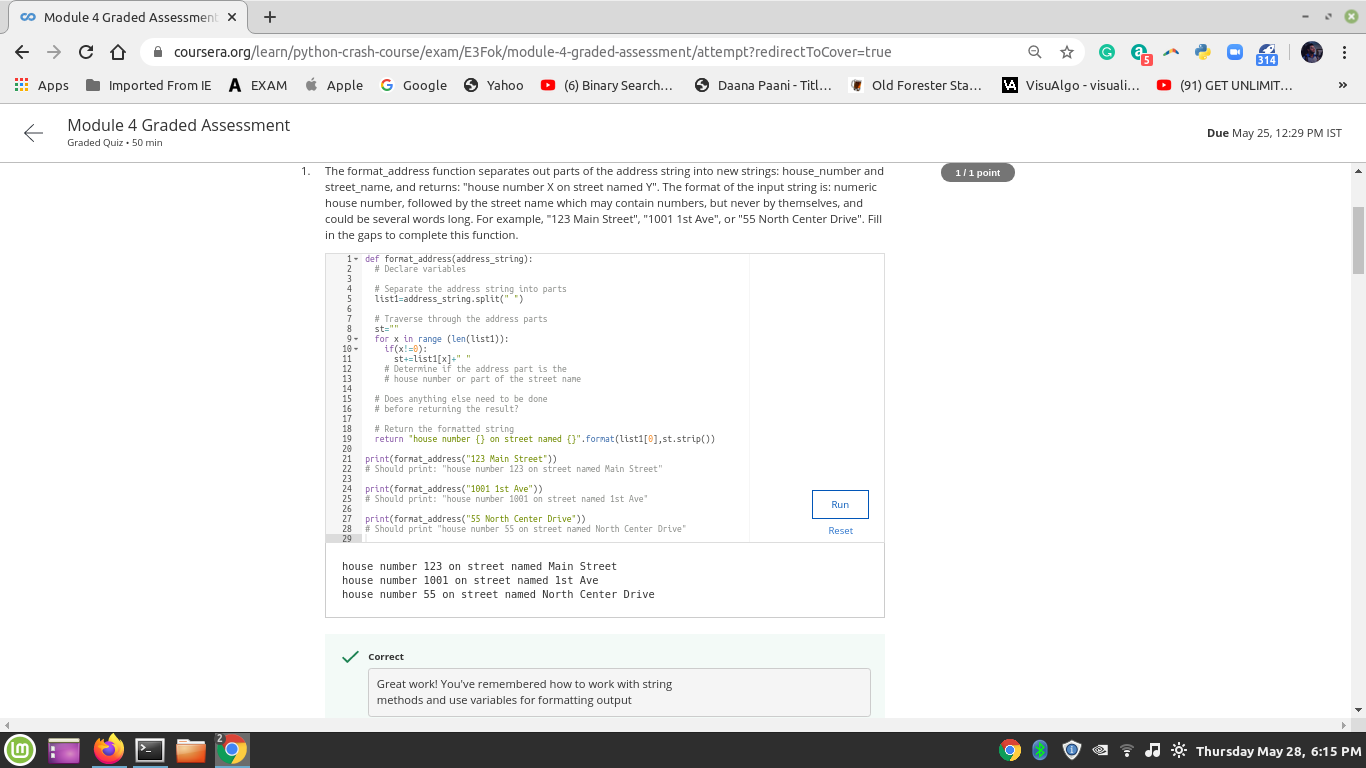 Module 4 Graded Assessment
coursera.org/learn/python-crash-course/exam/E3Fok/module-4-graded-assessment/attempt?redirectToCover=true
5
314
Apps Imported From IE EXAM Apple Google Yahoo (6) Binary Search... Daana Paani - Titl... Old Forester Sta... VisuAlgo - visuali... (91) GET UNLIMIT... »
Module 4 Graded Assessment
Graded Quiz • 50 min
Due May 25, 12:29 PM IST
1. The format_address function separates out parts of the address string into new strings: house_number and
street_name, and returns: "house number X on street named Y". The format of the input string is: numeric
house number, followed by the street name which may contain numbers, but never by themselves, and
could be several words long. For example, "123 Main Street", "1001 1st Ave", or "55 North Center Drive". Fill
in the gaps to complete this function.
1 / 1 point
1 def format_address(address_string):
2 # Declare variables
3
4 # Separate the address string into parts
5 list1=address_string.split(" ")
6
7 # Traverse through the address parts
8 st=""
9 for x in range (len(list1)):
10 if(x!=0):
11 st+=list1[x]+" "
12 # Determine if the address part is the
13 # house number or part of the street name
14
15 # Does anything else need to be done
16 # before returning the result?
17
18 # Return the formatted string
19 return "house number {} on street named {}".format(list1[0],st.strip())
20
21 print(format_address("123 Main Street"))
22 # Should print: "house number 123 on street named Main Street"
23
24 print(format_address("1001 1st Ave"))
25 # Should print: "house number 1001 on street named 1st Ave"
26
27 print(format_address("55 North Center Drive"))
28 # Should print "house number 55 on street named North Center Drive"
29
Run
Reset
house number 123 on street named Main Street
house number 1001 on street named 1st Ave
house number 55 on street named North Center Drive
Correct
Great work! You've remembered how to work with string
methods and use variables for formatting output
2
Thursday May 28, 6:15 PM